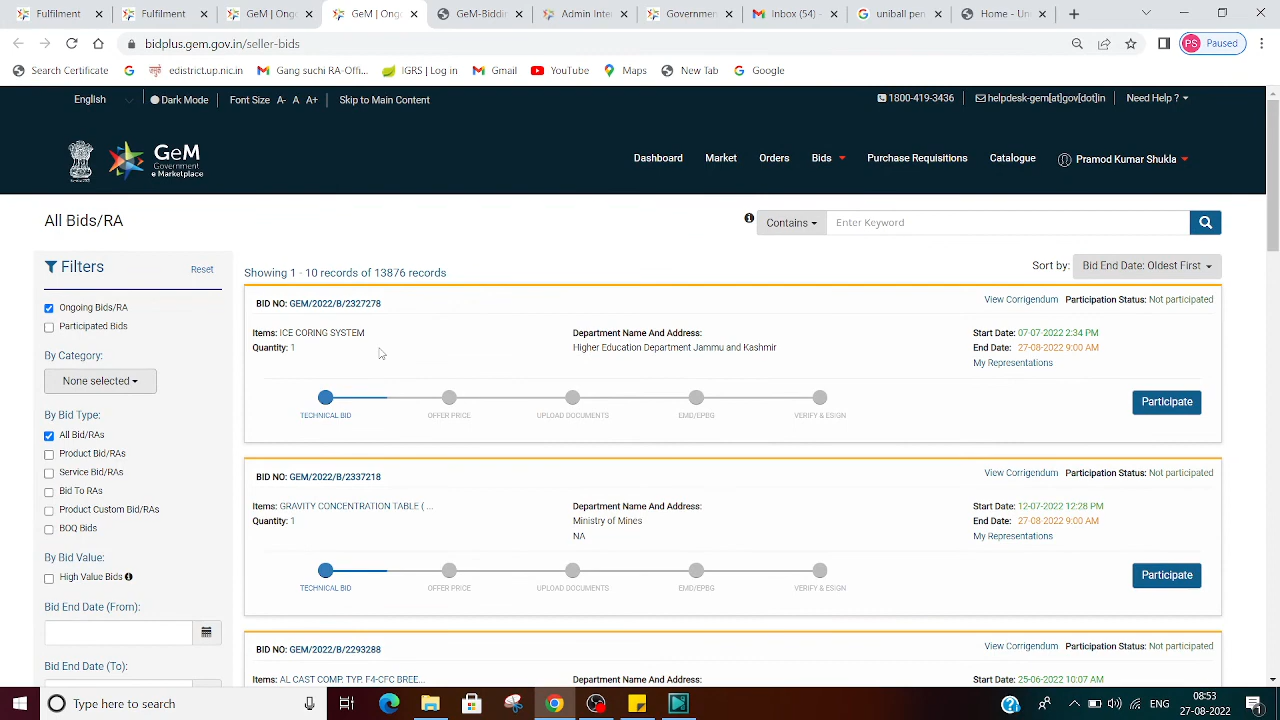 Fulfilment
Fulfilment
GeM | Ongo
GeM | Ongo
GeM-Biddin
Admin Inter
Governmen
Inbox (54) -
uniball pen
Home - Uni
bidplus.gem.gov.in/seller-bids
PS Paused
Search Certificate
edistrict.up.nic.in
Gang suchi RA-Offi...
IGRS | Log in
Gmail
YouTube
Maps
New Tab
Google
English
Dark Mode
Font Size A- A A+
Skip to Main Content
1800-419-3436
helpdesk-gem[at]gov[dot]in
Need Help ?
GeM
Government
e Marketplace
Dashboard
Market
Orders
Bids
Purchase Requisitions
Catalogue
Pramod Kumar Shukla
All Bids/RA
Contains
Enter Keyword
Filters
Reset
Ongoing Bids/RA
Participated Bids
By Category:
None selected
By Bid Type:
All Bid/RAs
Product Bid/RAs
Service Bid/RAs
Bid To RAs
Product Custom Bid/RAs
BOQ Bids
By Bid Value:
High Value Bids
Bid End Date (From):
Bid End Date (To):
Showing 1 - 10 records of 13876 records
Sort by: Bid End Date: Oldest First
BID NO: GEM/2022/B/2327278
View Corrigendum Participation Status: Not participated
Items: ICE CORING SYSTEM
Quantity: 1
Department Name And Address:
Higher Education Department Jammu and Kashmir
Start Date: 07-07-2022 2:34 PM
End Date: 27-08-2022 9:00 AM
My Representations
TECHNICAL BID
OFFER PRICE
UPLOAD DOCUMENTS
EMD/EPBG
VERIFY & ESIGN
Participate
BID NO: GEM/2022/B/2337218
View Corrigendum Participation Status: Not participated
Items: GRAVITY CONCENTRATION TABLE ( ...
Quantity: 1
Department Name And Address:
Ministry of Mines
NA
Start Date: 12-07-2022 12:28 PM
End Date: 27-08-2022 9:00 AM
My Representations
TECHNICAL BID
OFFER PRICE
UPLOAD DOCUMENTS
EMD/EPBG
VERIFY & ESIGN
Participate
BID NO: GEM/2022/B/2293288
View Corrigendum Participation Status: Not participated
Items: AL CAST COMP. TYP. F4-CFC BREE...
Department Name And Address:
Start Date: 25-06-2022 10:07 AM
Type here to search
08:53
27-08-2022